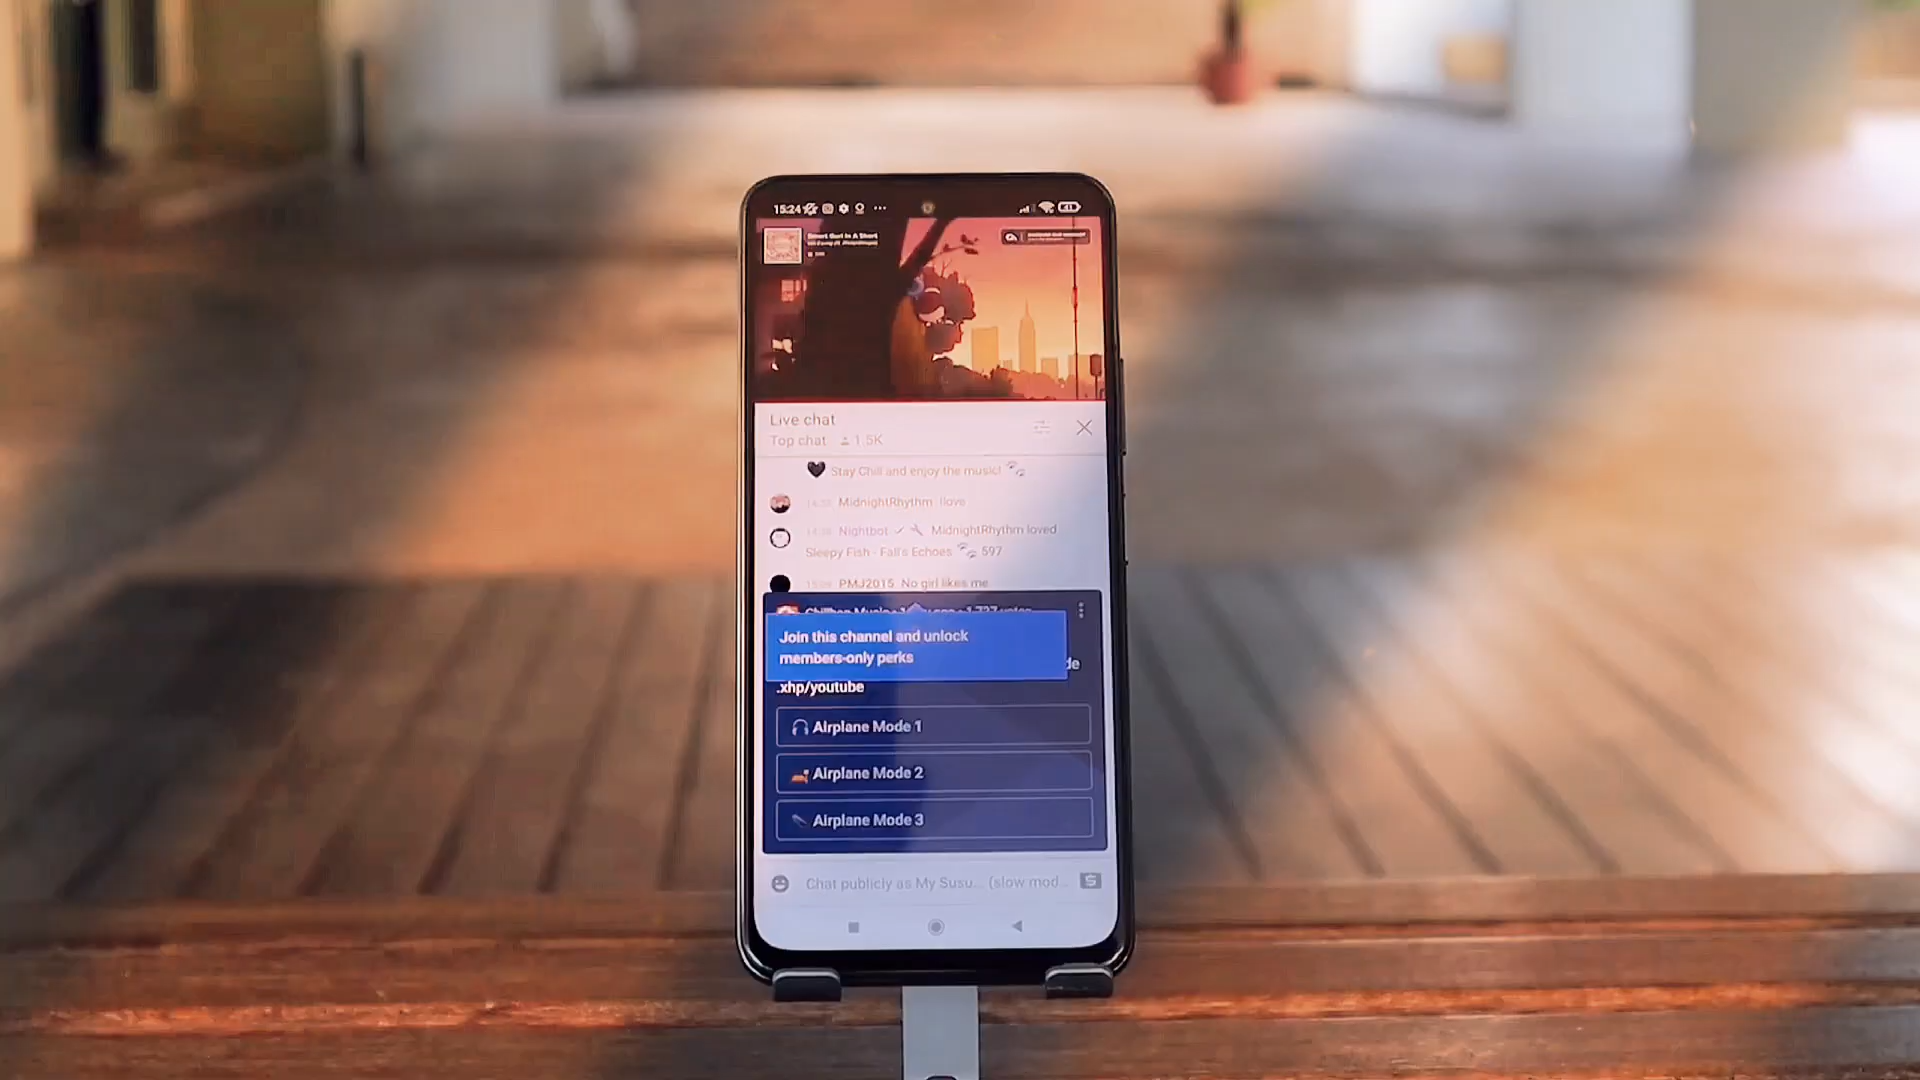 15:24
41
Live chat
Top chat 1.5K
Stay Chill and enjoy the music!
MidnightRhythm !love
Nightbot MidnightRhythm loved
Sleepy Fish - Fall's Echoes 597
PMJ2015 No girl likes me
Join this channel and unlock
members-only perks
.xhp/youtube
Airplane Mode 1
Airplane Mode 2
Airplane Mode 3
Chat publicly as My Susu... (slow mod...